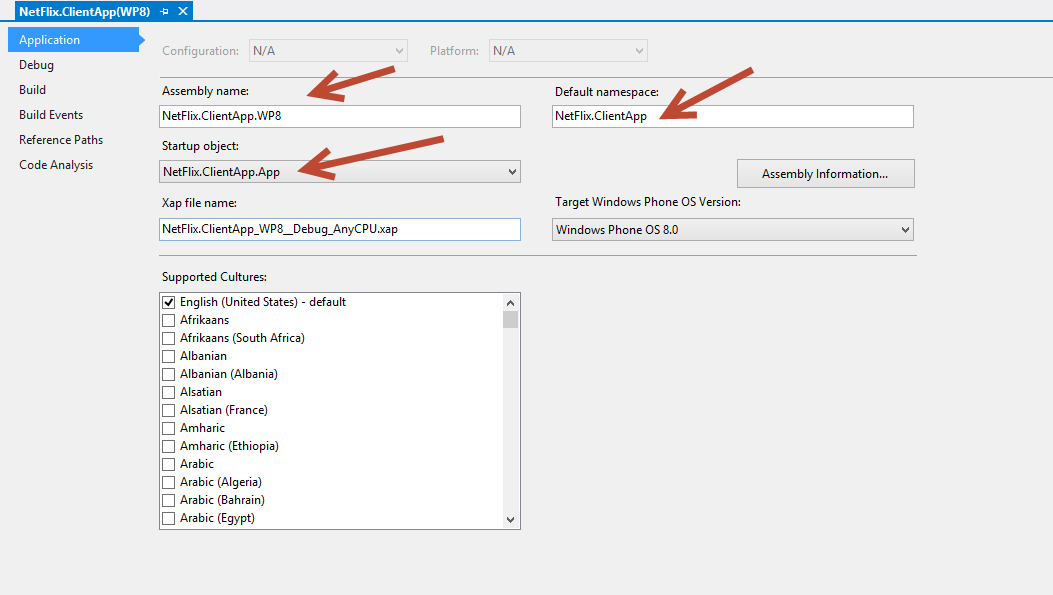 NetFlix.ClientApp(WP8)
Application
Debug
Build
Build Events
Reference Paths
Code Analysis
Configuration: N/A Platform: N/A
Assembly name:
NetFlix.ClientApp.WP8
Default namespace:
NetFlix.ClientApp
Startup object:
NetFlix.ClientApp.App
Assembly Information...
Xap file name:
NetFlix.ClientApp_WP8__Debug_AnyCPU.xap
Target Windows Phone OS Version:
Windows Phone OS 8.0
Supported Cultures:
English (United States) - default
Afrikaans
Afrikaans (South Africa)
Albanian
Albanian (Albania)
Alsatian
Alsatian (France)
Amharic
Amharic (Ethiopia)
Arabic
Arabic (Algeria)
Arabic (Bahrain)
Arabic (Egypt)